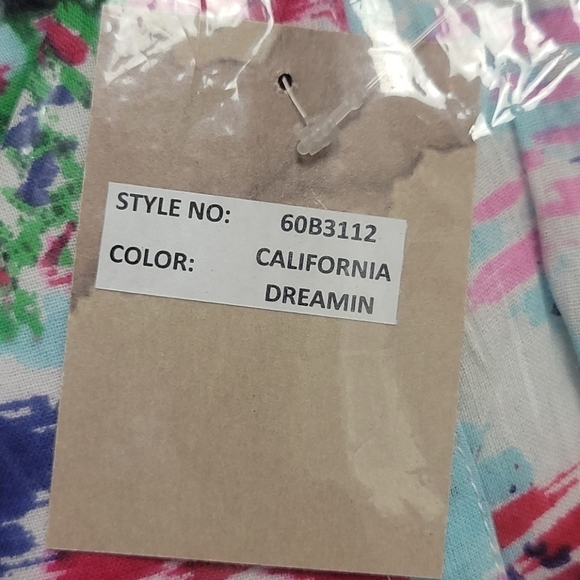 STYLE NO: 60B3112
COLOR: CALIFORNIA
DREAMIN